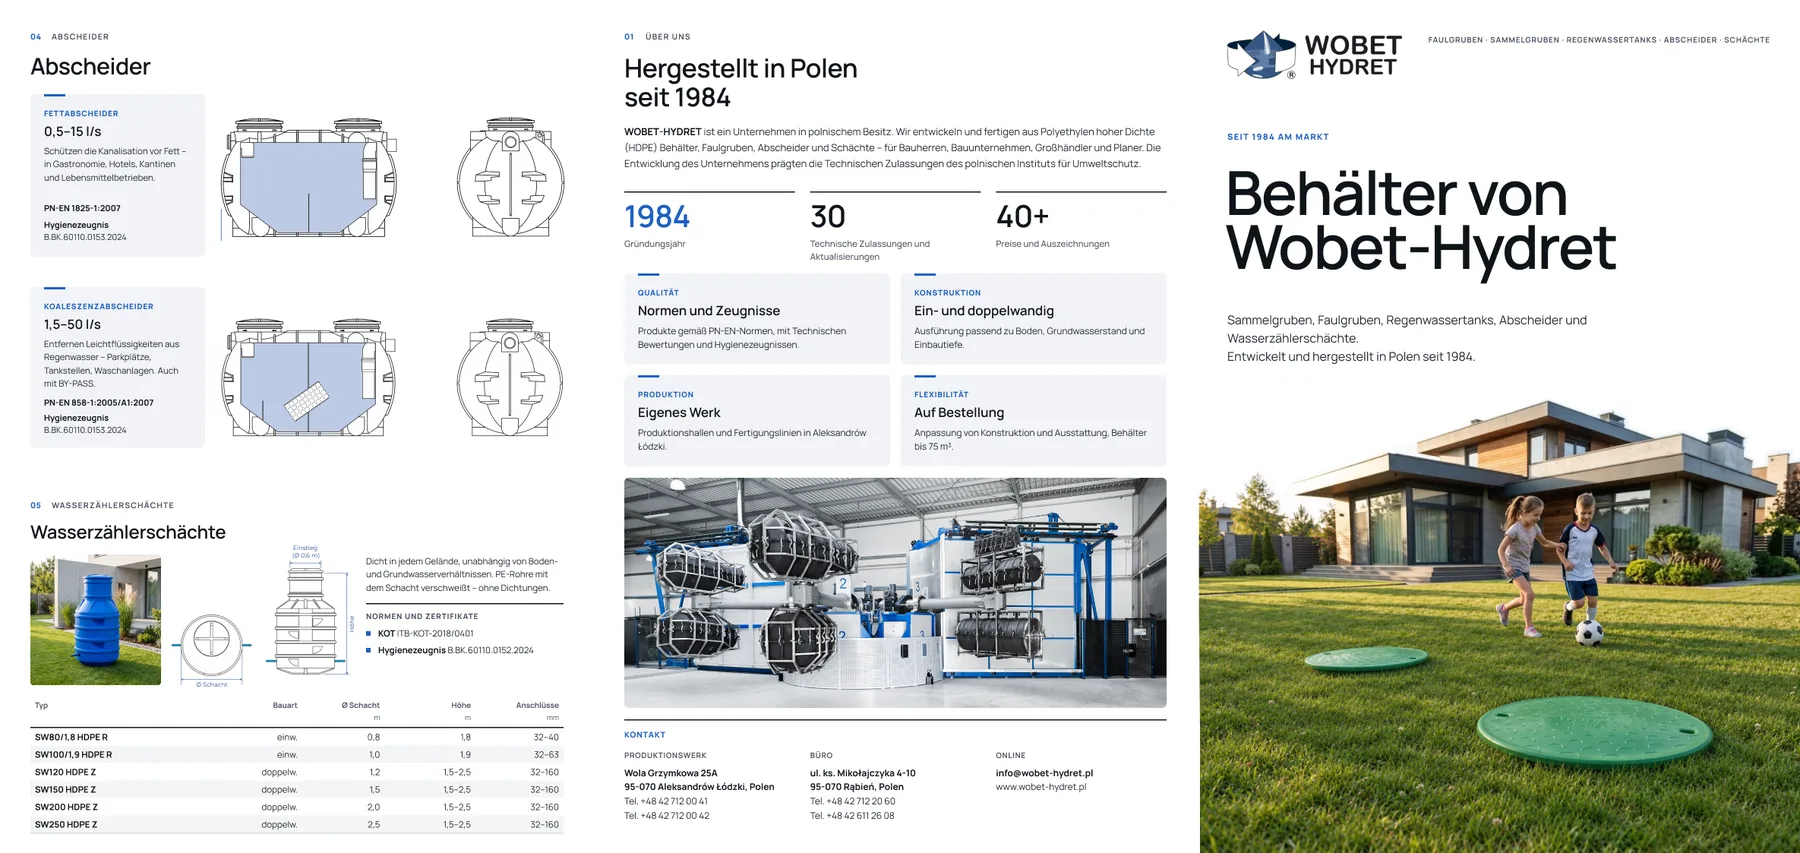 04 ABSCHEIDER
Abscheider
FETTABSCHEIDER
0,5–15 l/s
Schützen die Kanalisation vor Fett –
in Gastronomie, Hotels, Kantinen
und Lebensmittelbetrieben.
PN-EN 1825-1:2007
Hygienezeugnis
B.BK.60110.0153.2024
KOALESZENZABSCHEIDER
1,5–50 l/s
Entfernen Leichtflüssigkeiten aus
Regenwasser – Parkplätze,
Tankstellen, Waschanlagen. Auch
mit BY-PASS.
PN-EN 858-1:2005/A1:2007
Hygienezeugnis
B.BK.60110.0153.2024
05 WASSERZÄHLERSCHÄCHTE
Wasserzählerschächte
Einstieg
(Ø 0,6 m)
Höhe
Ø Schacht
Dicht in jedem Gelände, unabhängig von Boden-
und Grundwasserverhältnissen. PE-Rohre mit
dem Schacht verschweißt – ohne Dichtungen.
NORMEN UND ZERTIFIKATE
KOT ITB-KOT-2018/0401
Hygienezeugnis B.BK.60110.0152.2024
Typ Bauart Ø Schacht Höhe Anschlüsse
m m mm
SW80/1,8 HDPE R einw. 0,8 1,8 32–40
SW100/1,9 HDPE R einw. 1,0 1,9 32–63
SW120 HDPE Z doppelw. 1,2 1,5–2,5 32–160
SW150 HDPE Z doppelw. 1,5 1,5–2,5 32–160
SW200 HDPE Z doppelw. 2,0 1,5–2,5 32–160
SW250 HDPE Z doppelw. 2,5 1,5–2,5 32–160
01 ÜBER UNS
Hergestellt in Polen
seit 1984
WOBET-HYDRET ist ein Unternehmen in polnischem Besitz. Wir entwickeln und fertigen aus Polyethylen hoher Dichte
(HDPE) Behälter, Faulgruben, Abscheider und Schächte – für Bauherren, Bauunternehmen, Großhändler und Planer. Die
Entwicklung des Unternehmens prägten die Technischen Zulassungen des polnischen Instituts für Umweltschutz.
1984
Gründungsjahr
30
Technische Zulassungen und
Aktualisierungen
40+
Preise und Auszeichnungen
QUALITÄT
Normen und Zeugnisse
Produkte gemäß PN-EN-Normen, mit Technischen
Bewertungen und Hygienezeugnissen.
KONSTRUKTION
Ein- und doppelwandig
Ausführung passend zu Boden, Grundwasserstand und
Einbautiefe.
PRODUKTION
Eigenes Werk
Produktionshallen und Fertigungslinien in Aleksandrów
Łódzki.
FLEXIBILITÄT
Auf Bestellung
Anpassung von Konstruktion und Ausstattung, Behälter
bis 75 m³.
2
3
2
3
KONTAKT
PRODUKTIONSWERK
Wola Grzymkowa 25A
95-070 Aleksandrów Łódzki, Polen
Tel. +48 42 712 00 41
Tel. +48 42 712 00 42
BÜRO
ul. ks. Mikołajczyka 4-10
95-070 Rąbień, Polen
Tel. +48 42 712 20 60
Tel. +48 42 611 26 08
ONLINE
info@wobet-hydret.pl
www.wobet-hydret.pl
WOBET
HYDRET
®
FAULGRUBEN · SAMMELGRUBEN · REGENWASSERTANKS · ABSCHEIDER · SCHÄCHTE
SEIT 1984 AM MARKT
Behälter von
Wobet-Hydret
Sammelgruben, Faulgruben, Regenwassertanks, Abscheider und
Wasserzählerschächte.
Entwickelt und hergestellt in Polen seit 1984.